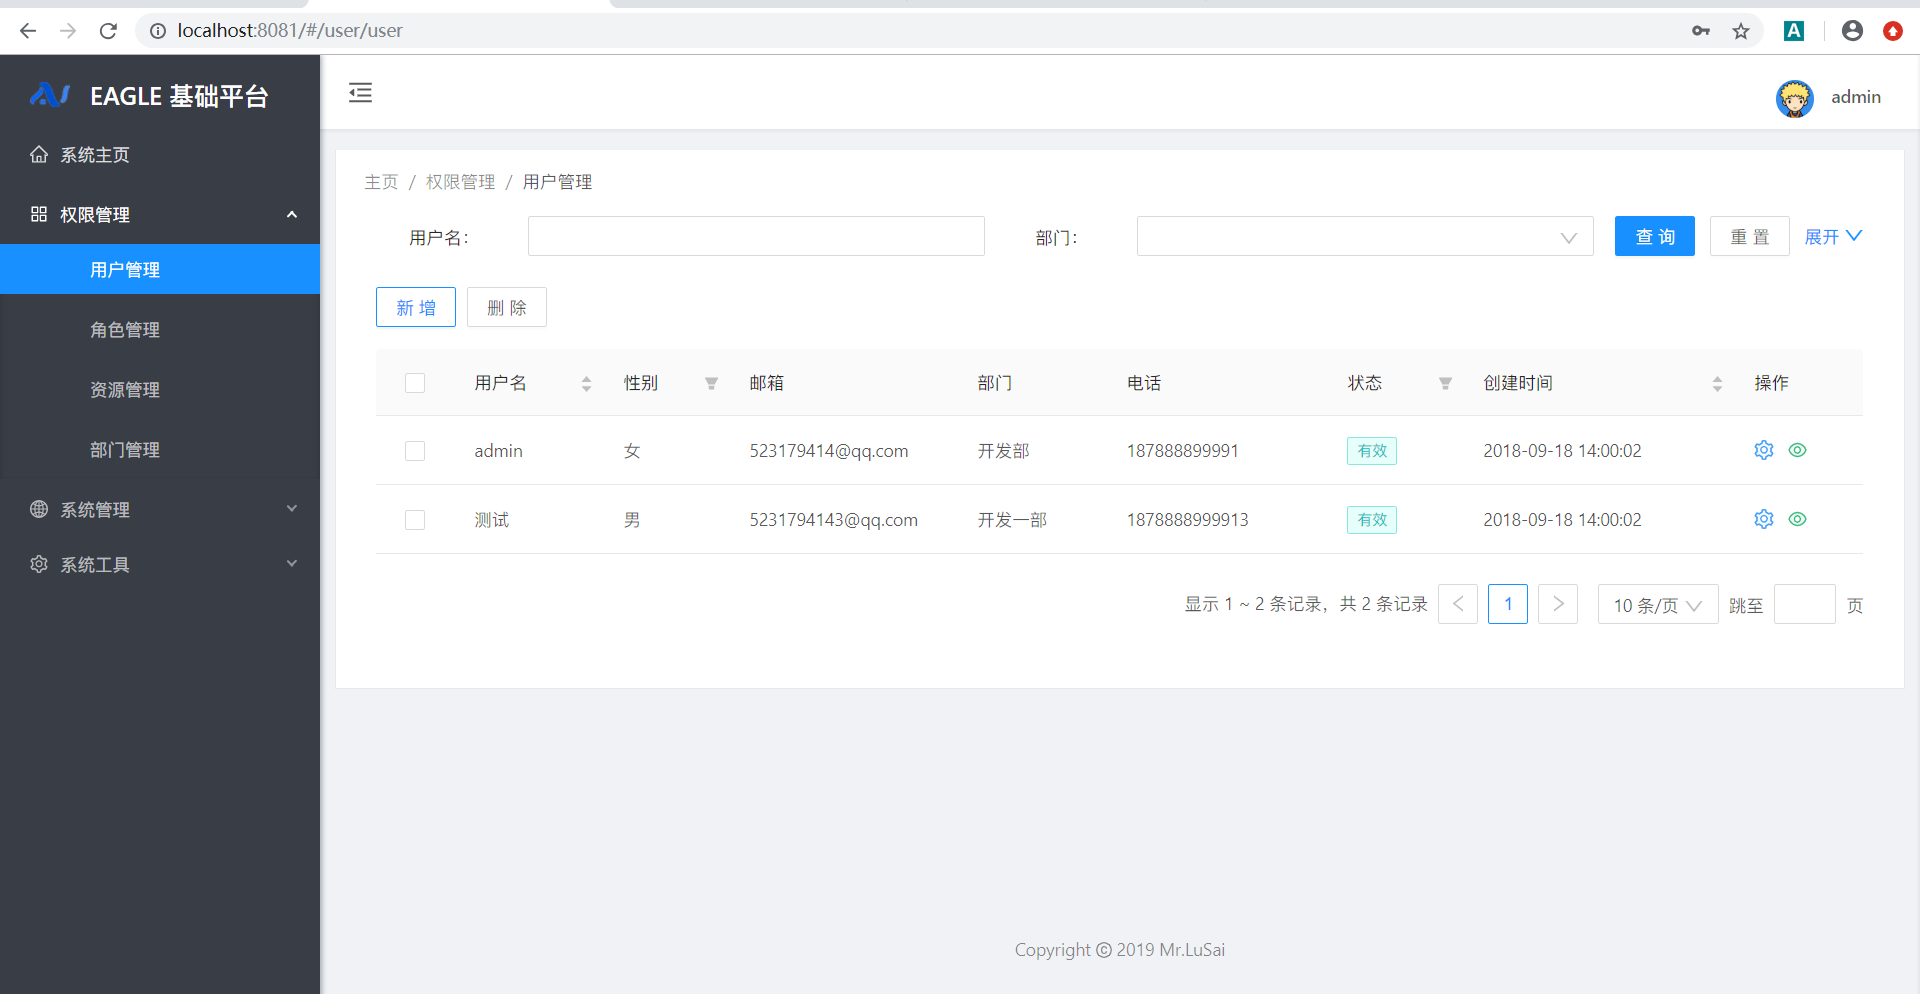 localhost:8081/#/user/user
A
EAGLE 基础平台
系统主页
权限管理
用户管理
角色管理
资源管理
部门管理
系统管理
系统工具
admin
主页 / 权限管理 / 用户管理
用户名: 部门: 查 询 重 置 展开
新 增 删 除
用户名 性别 邮箱 部门 电话 状态 创建时间 操作
admin 女 523179414@qq.com 开发部 187888899991 有效 2018-09-18 14:00:02
测试 男 5231794143@qq.com 开发一部 1878888999913 有效 2018-09-18 14:00:02
显示 1 ~ 2 条记录，共 2 条记录 < 1 > 10 条/页 跳至 页
Copyright © 2019 Mr.LuSai